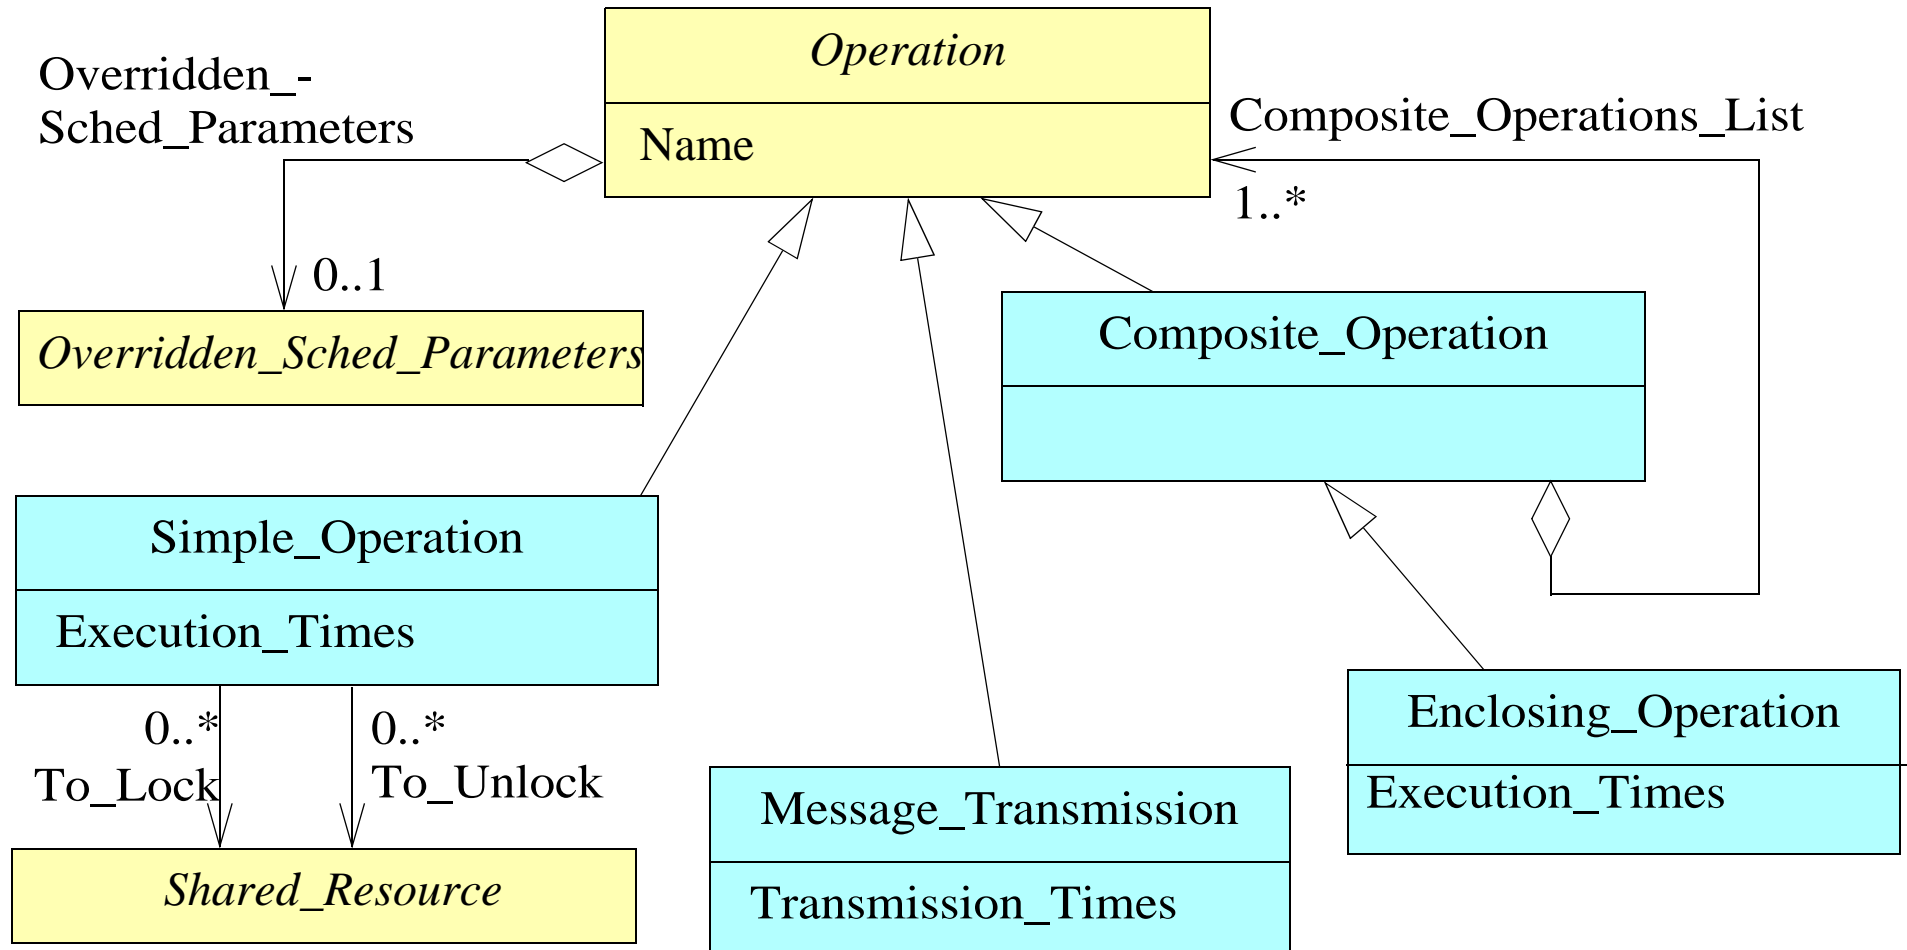 Operation
Overridden_-
Sched_Parameters
Name
Composite_Operations_List
1..*
0..1
Overridden_Sched_Parameters
Composite_Operation
Simple_Operation
Execution_Times
0..*
To_Lock
0..*
To_Unlock
Enclosing_Operation
Execution_Times
Message_Transmission
Transmission_Times
Shared_Resource